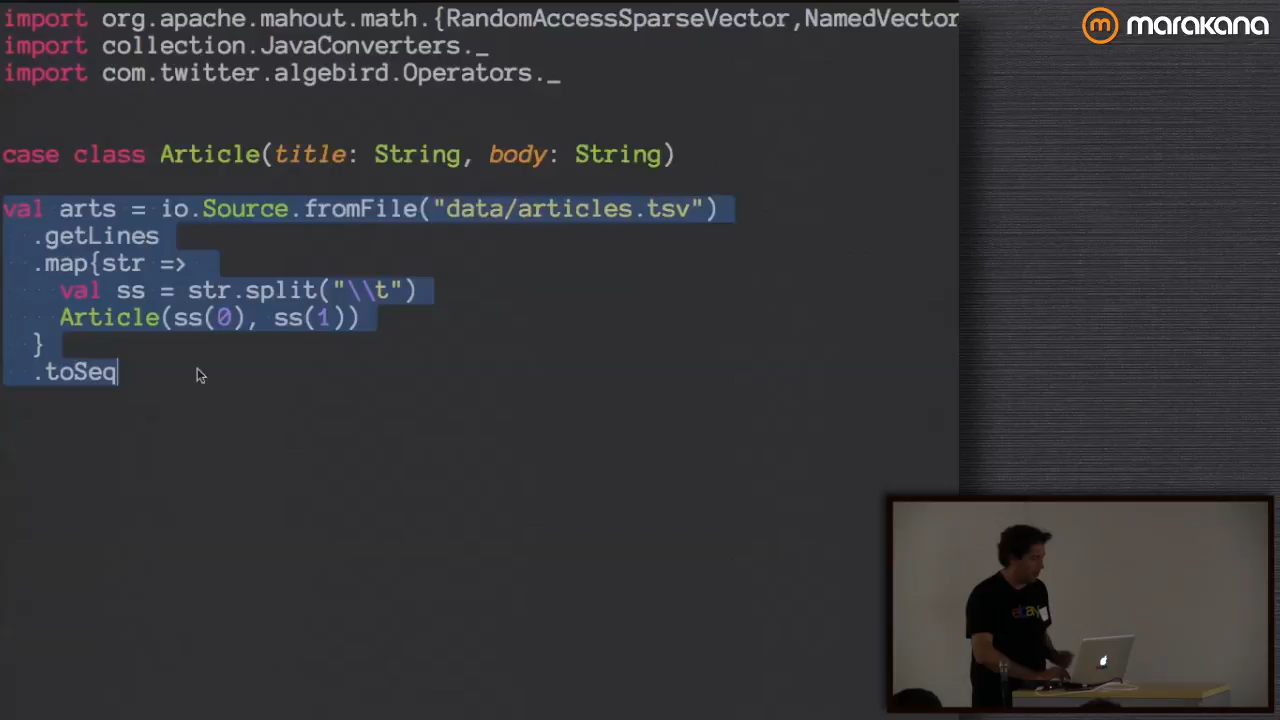 import org.apache.mahout.math.{RandomAccessSparseVector,NamedVector
import collection.JavaConverters._
import com.twitter.algebird.Operators._
case class Article(title: String, body: String)
val arts = io.Source.fromFile("data/articles.tsv")
.getLines
.map{str =>
val ss = str.split("\\t")
Article(ss(0), ss(1))
}
.toSeq
m marakana
ebay